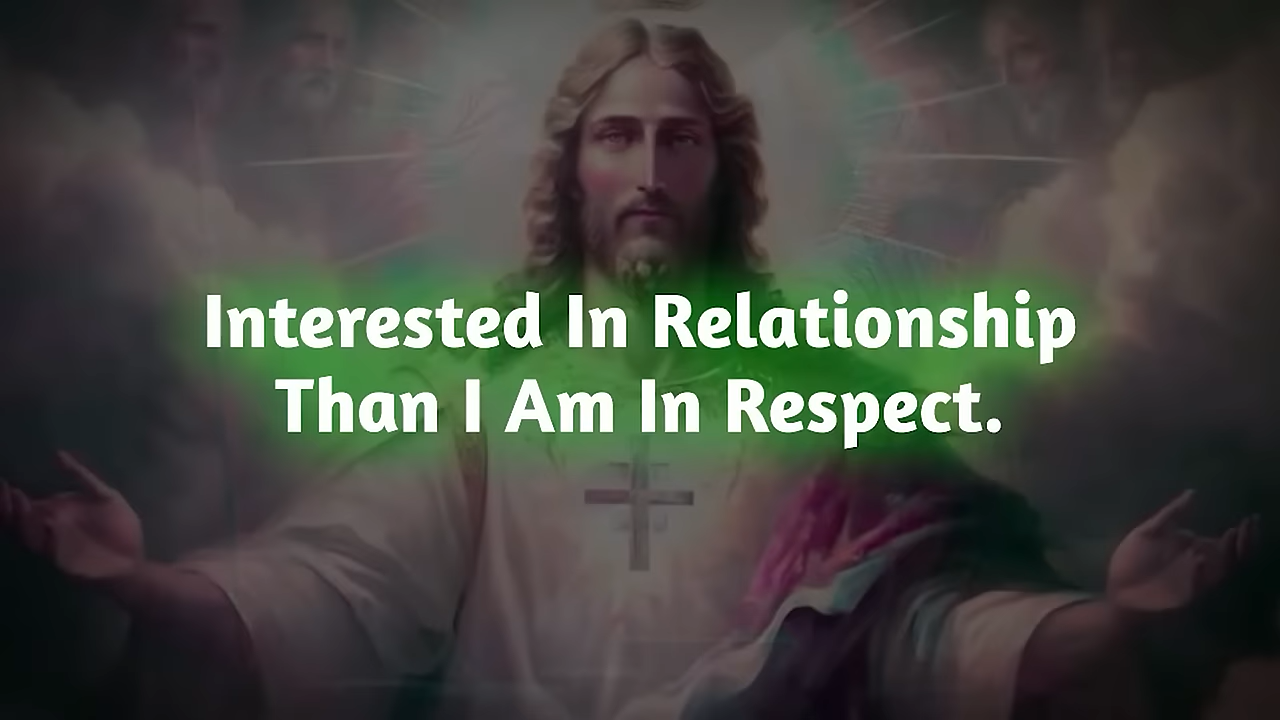 Interested In Relationship
Than I Am In Respect.